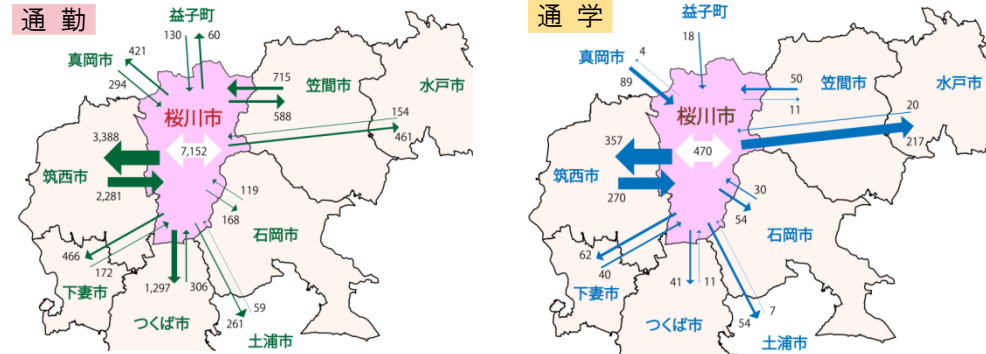 通 勤
益子町
130
60
真岡市
421
294
715
笠間市
588
水戸市
桜川市
154
461
3,388
7,152
筑西市
2,281
119
168
石岡市
466
172
下妻市
1,297
306
59
261
つくば市
土浦市
通 学
益子町
18
真岡市
4
89
50
笠間市
11
水戸市
桜川市
20
217
357
470
筑西市
270
30
54
石岡市
62
40
下妻市
41
11
7
54
つくば市
土浦市